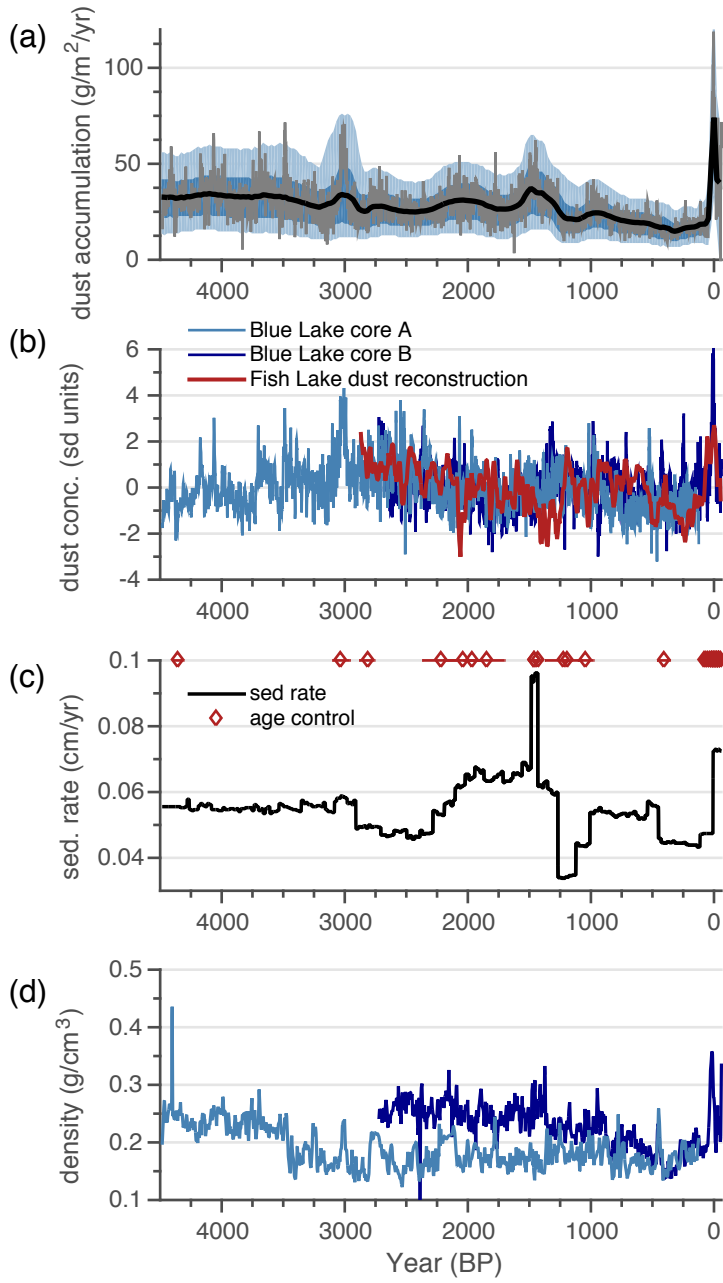 (a)
dust accumulation (g/m²/yr)
100
50
0
4000 3000 2000 1000 0
(b)
Blue Lake core A
Blue Lake core B
Fish Lake dust reconstruction
dust conc. (sd units)
6
4
2
0
-2
-4
4000 3000 2000 1000 0
(c)
sed rate
age control
sed. rate (cm/yr)
0.1
0.08
0.06
0.04
4000 3000 2000 1000 0
(d)
density (g/cm³)
0.5
0.4
0.3
0.2
0.1
4000 3000 2000 1000 0
Year (BP)